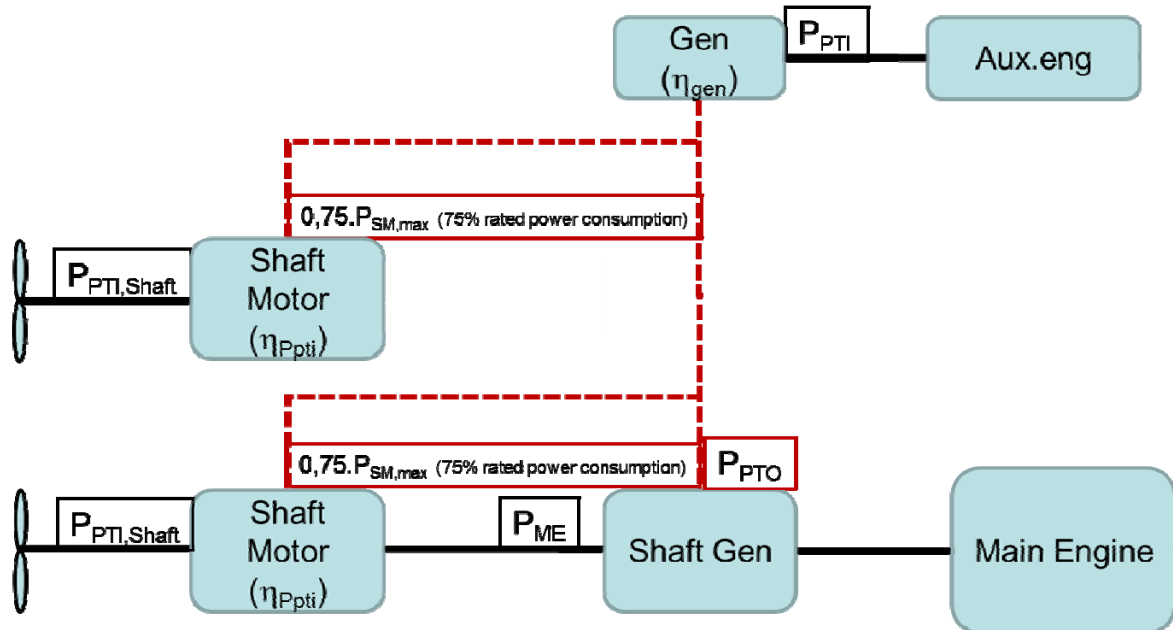 Gen
(ηgen)
PPTI
Aux.eng
0,75.PSM,max (75% rated power consumption)
PPTI,Shaft
Shaft
Motor
(ηPpti)
0,75.PSM,max (75% rated power consumption)
PPTO
PPTI,Shaft
Shaft
Motor
(ηPpti)
PME
Shaft Gen
Main Engine